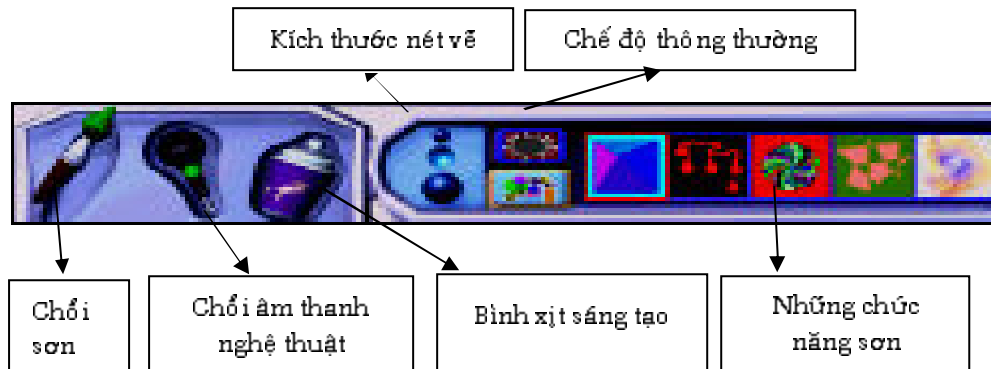 Kích thước nét vẽ
Chế độ thông thường
Chổi
sơn
Chổi âm thanh
nghệ thuật
Bình xịt sáng tạo
Những chức
năng sơn